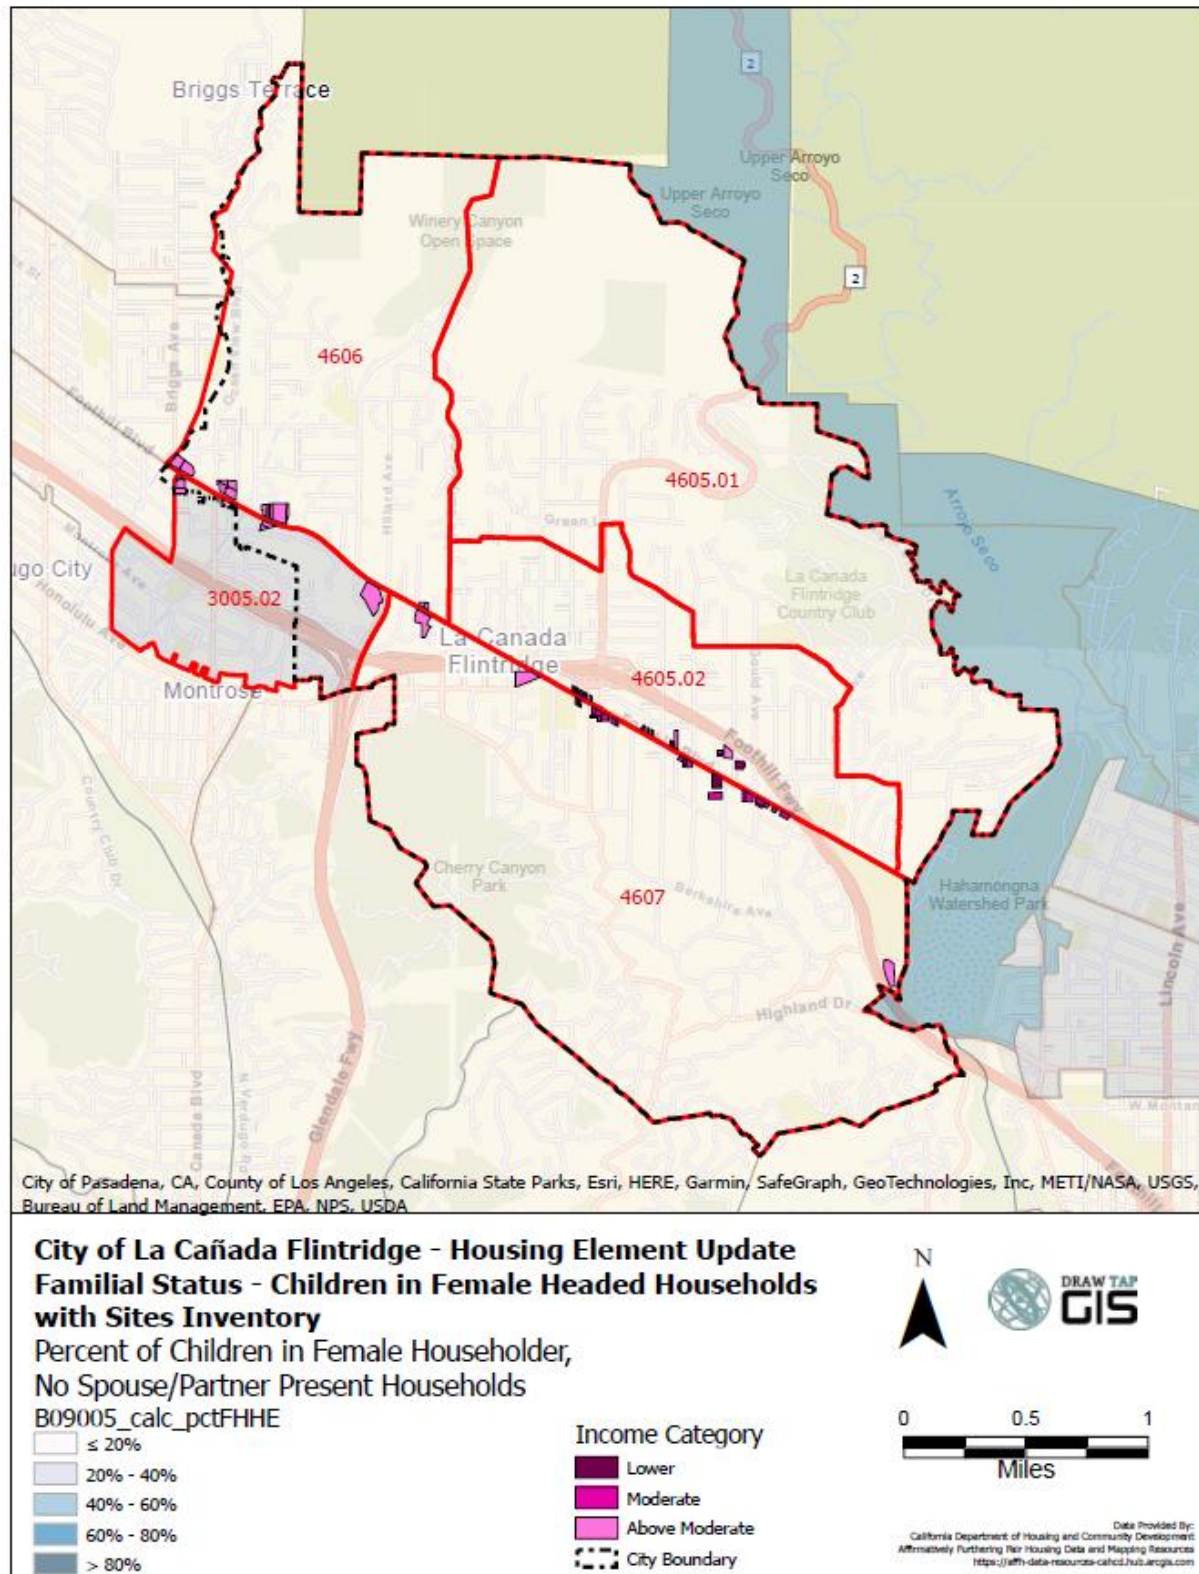 Briggs Terrace
2
Upper Arroyo
Seco
Upper Arroyo
Seco
Winery Canyon
Open Space
2
4606
Briggs Ave
Foothill Blvd
4605.01
Hillard Ave
Arroyo Seco
Green L
ugo City
Montrose Ave
Honolulu Ave
3005.02
La Canada
Flintridge
Country Club
La Canada
Flintridge
4605.02
Gould Ave
Montrose
Foothill Fwy
Country Club Dr
Cherry Canyon
Park
4607
Berkshire Ave
Hahamongna
Watershed Park
Lincoln Ave
Highland Dr
Glendale Fwy
Canada Blvd
N Verdugo Rd
W Montan
Foothill
City of Pasadena, CA, County of Los Angeles, California State Parks, Esri, HERE, Garmin, SafeGraph, GeoTechnologies, Inc, METI/NASA, USGS,
Bureau of Land Management, EPA, NPS, USDA
City of La Cañada Flintridge - Housing Element Update
Familial Status - Children in Female Headed Households
with Sites Inventory
Percent of Children in Female Householder,
No Spouse/Partner Present Households
B09005_calc_pctFHHE
≤ 20%
20% - 40%
40% - 60%
60% - 80%
> 80%
Income Category
Lower
Moderate
Above Moderate
City Boundary
N
DRAW TAP
GIS
0 0.5 1
Miles
Data Provided By:
California Department of Housing and Community Development
Affirmatively Furthering Fair Housing Data and Mapping Resources
https://affh-data-resources-cahcd.hub.arcgis.com